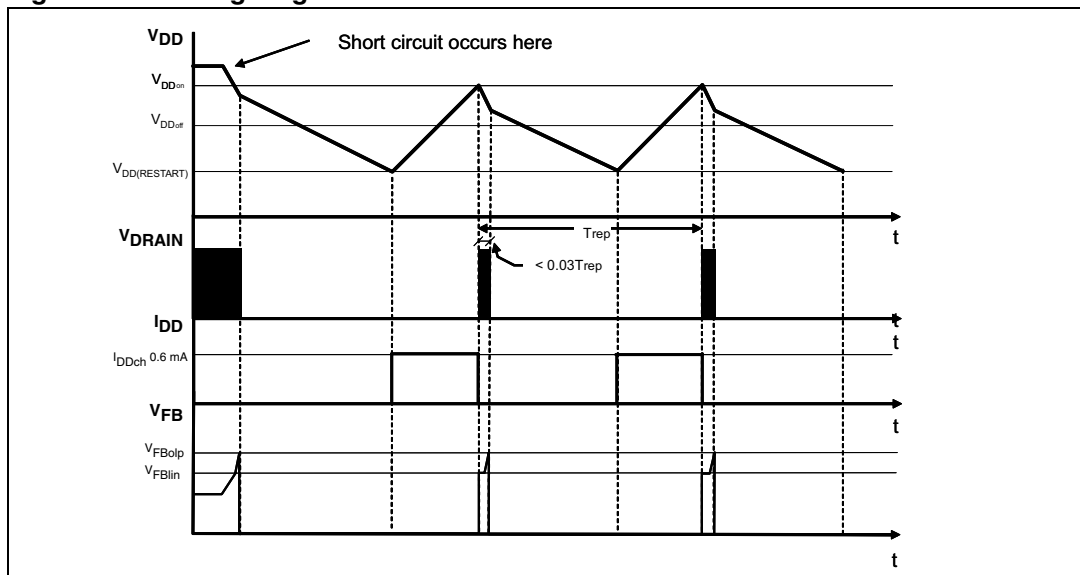 VDD
Short circuit occurs here
VDDon
VDDoff
VDD(RESTART)
t
VDRAIN
Trep
< 0.03Trep
t
IDD
t
IDDch 0.6 mA
VFB
t
VFBolp
VFBlin
t